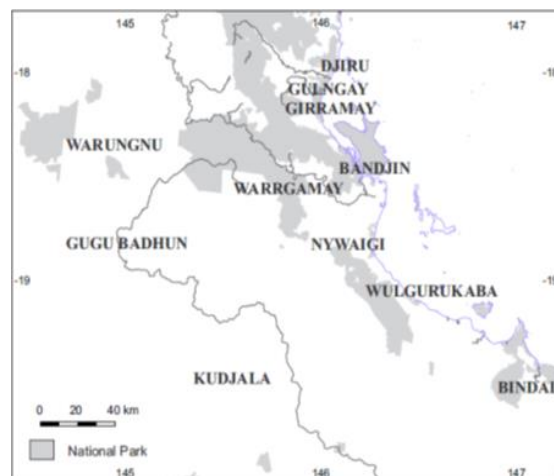 145 146 147
-18 -18
DJIRU
GULNGAY
GIRRAMAY
WARUNGNU
BANDJIN
WARRGAMAY
GUGU BADHUN NYWAIGI
-19 -19
WULGURUKABA
KUDJALA
BINDAL
0 20 40 km
National Park
145 146 147